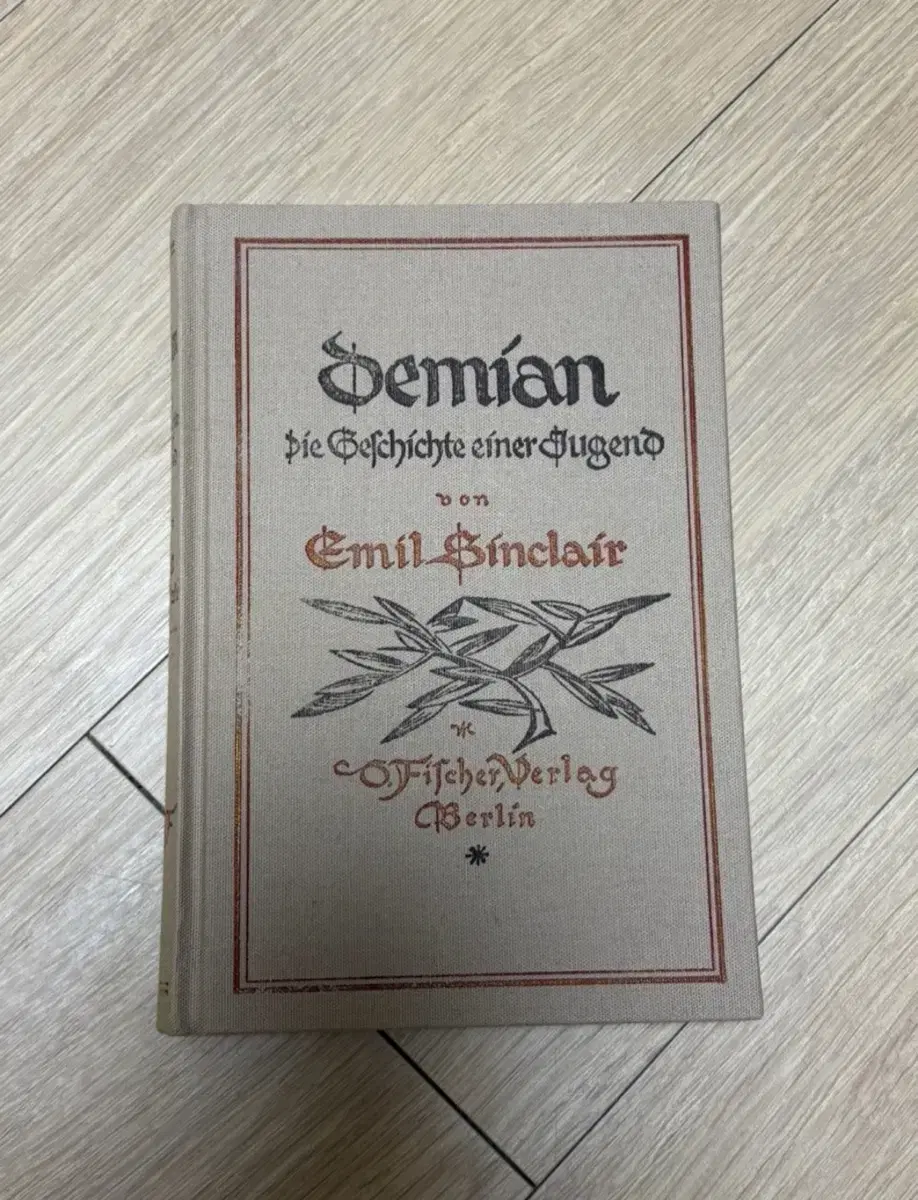 Demian
Die Geschichte einer Jugend
von
Emil Sinclair
S. Fischer, Verlag
Berlin
*